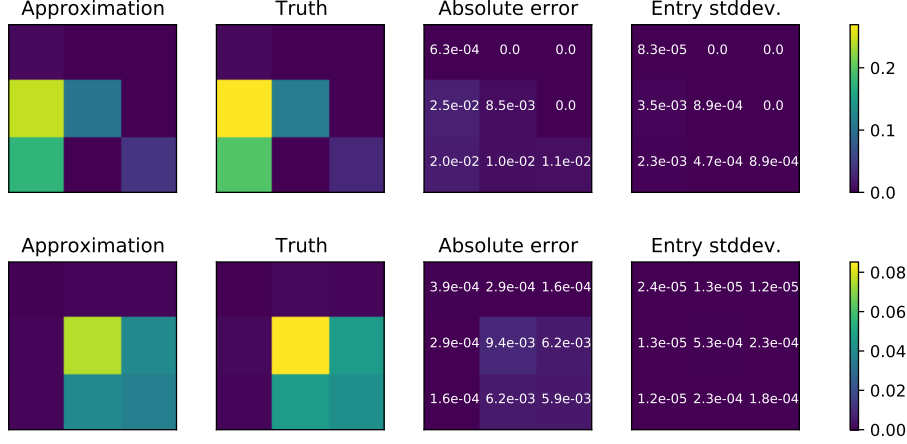 Approximation Truth Absolute error Entry stddev.
6.3e-04 0.0 0.0 8.3e-05 0.0 0.0
0.2
2.5e-02 8.5e-03 0.0 3.5e-03 8.9e-04 0.0
0.1
2.0e-02 1.0e-02 1.1e-02 2.3e-03 4.7e-04 8.9e-04
0.0
Approximation Truth Absolute error Entry stddev.
0.08
3.9e-04 2.9e-04 1.6e-04 2.4e-05 1.3e-05 1.2e-05
0.06
2.9e-04 9.4e-03 6.2e-03 1.3e-05 5.3e-04 2.3e-04
0.04
0.02
1.6e-04 6.2e-03 5.9e-03 1.2e-05 2.3e-04 1.8e-04
0.00